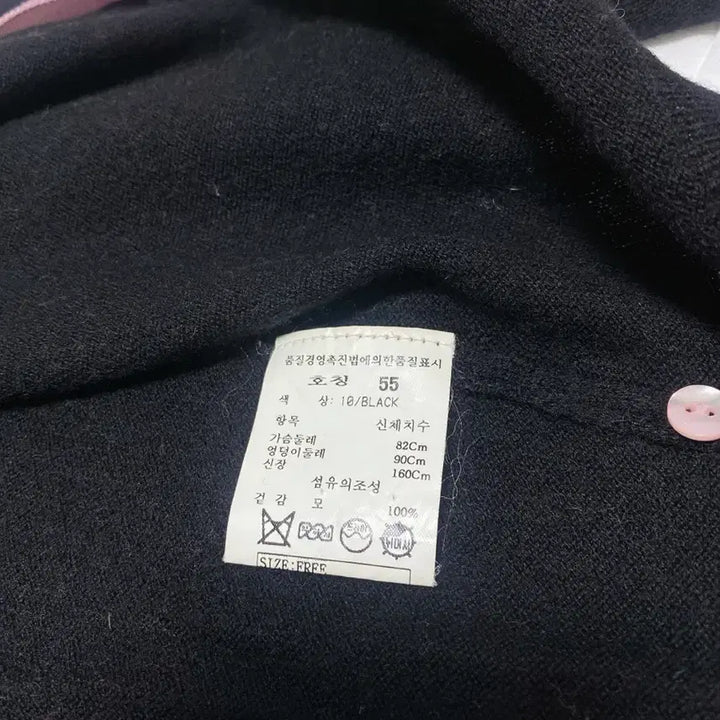 품질경영촉진법에의한품질표시
호칭 55
색 상: 10/BLACK
항목 신체치수
가슴둘레 82Cm
엉덩이둘레 90Cm
신장 160Cm
섬유의조성
겉감 모 100%
SIZE:FREE